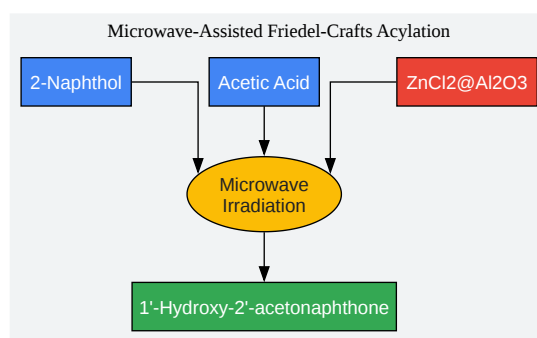 Microwave-Assisted Friedel-Crafts Acylation
2-Naphthol
Acetic Acid
ZnCl2@Al2O3
Microwave
Irradiation
1'-Hydroxy-2'-acetonaphthone